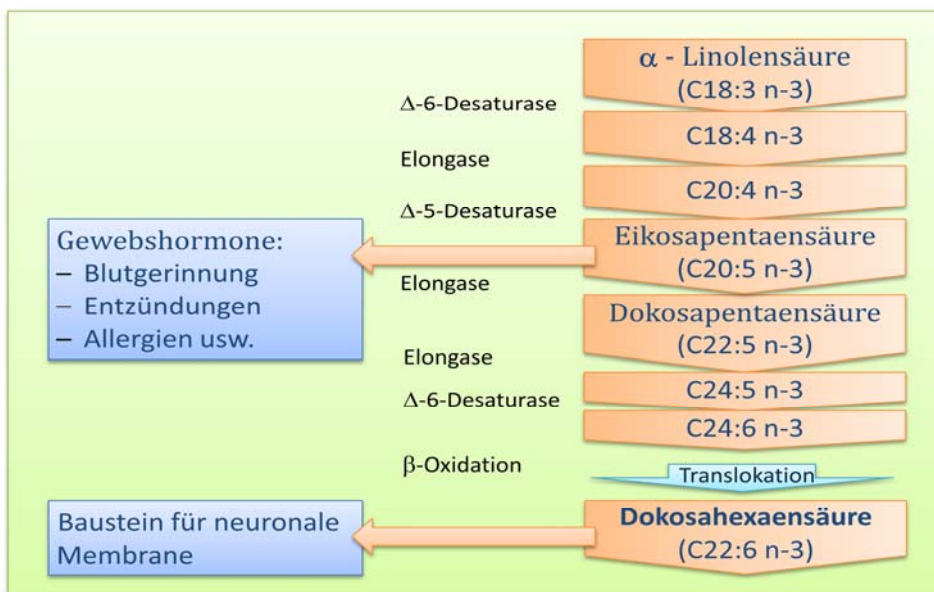 α - Linolensäure
(C18:3 n-3)
Δ-6-Desaturase
C18:4 n-3
Elongase
C20:4 n-3
Δ-5-Desaturase
Gewebshormone:
– Blutgerinnung
– Entzündungen
– Allergien usw.
Eikosapentaensäure
(C20:5 n-3)
Elongase
Dokosapentaensäure
(C22:5 n-3)
Elongase
C24:5 n-3
Δ-6-Desaturase
C24:6 n-3
β-Oxidation
Translokation
Baustein für neuronale
Membrane
Dokosahexaensäure
(C22:6 n-3)